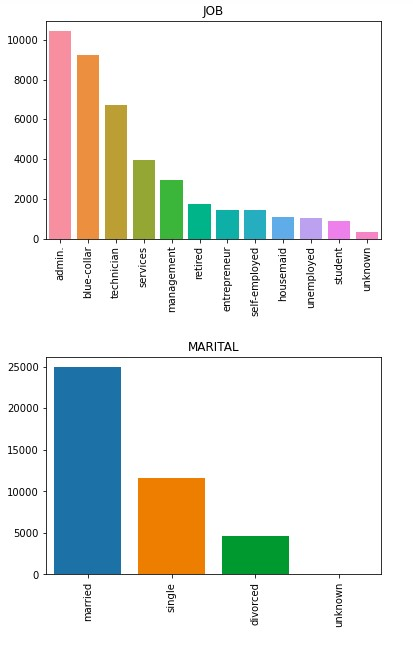 JOB
10000
8000
6000
4000
2000
0
admin.
blue-collar
technician
services
management
retired
entrepreneur
self-employed
housemaid
unemployed
student
unknown
MARITAL
25000
20000
15000
10000
5000
0
married
single
divorced
unknown